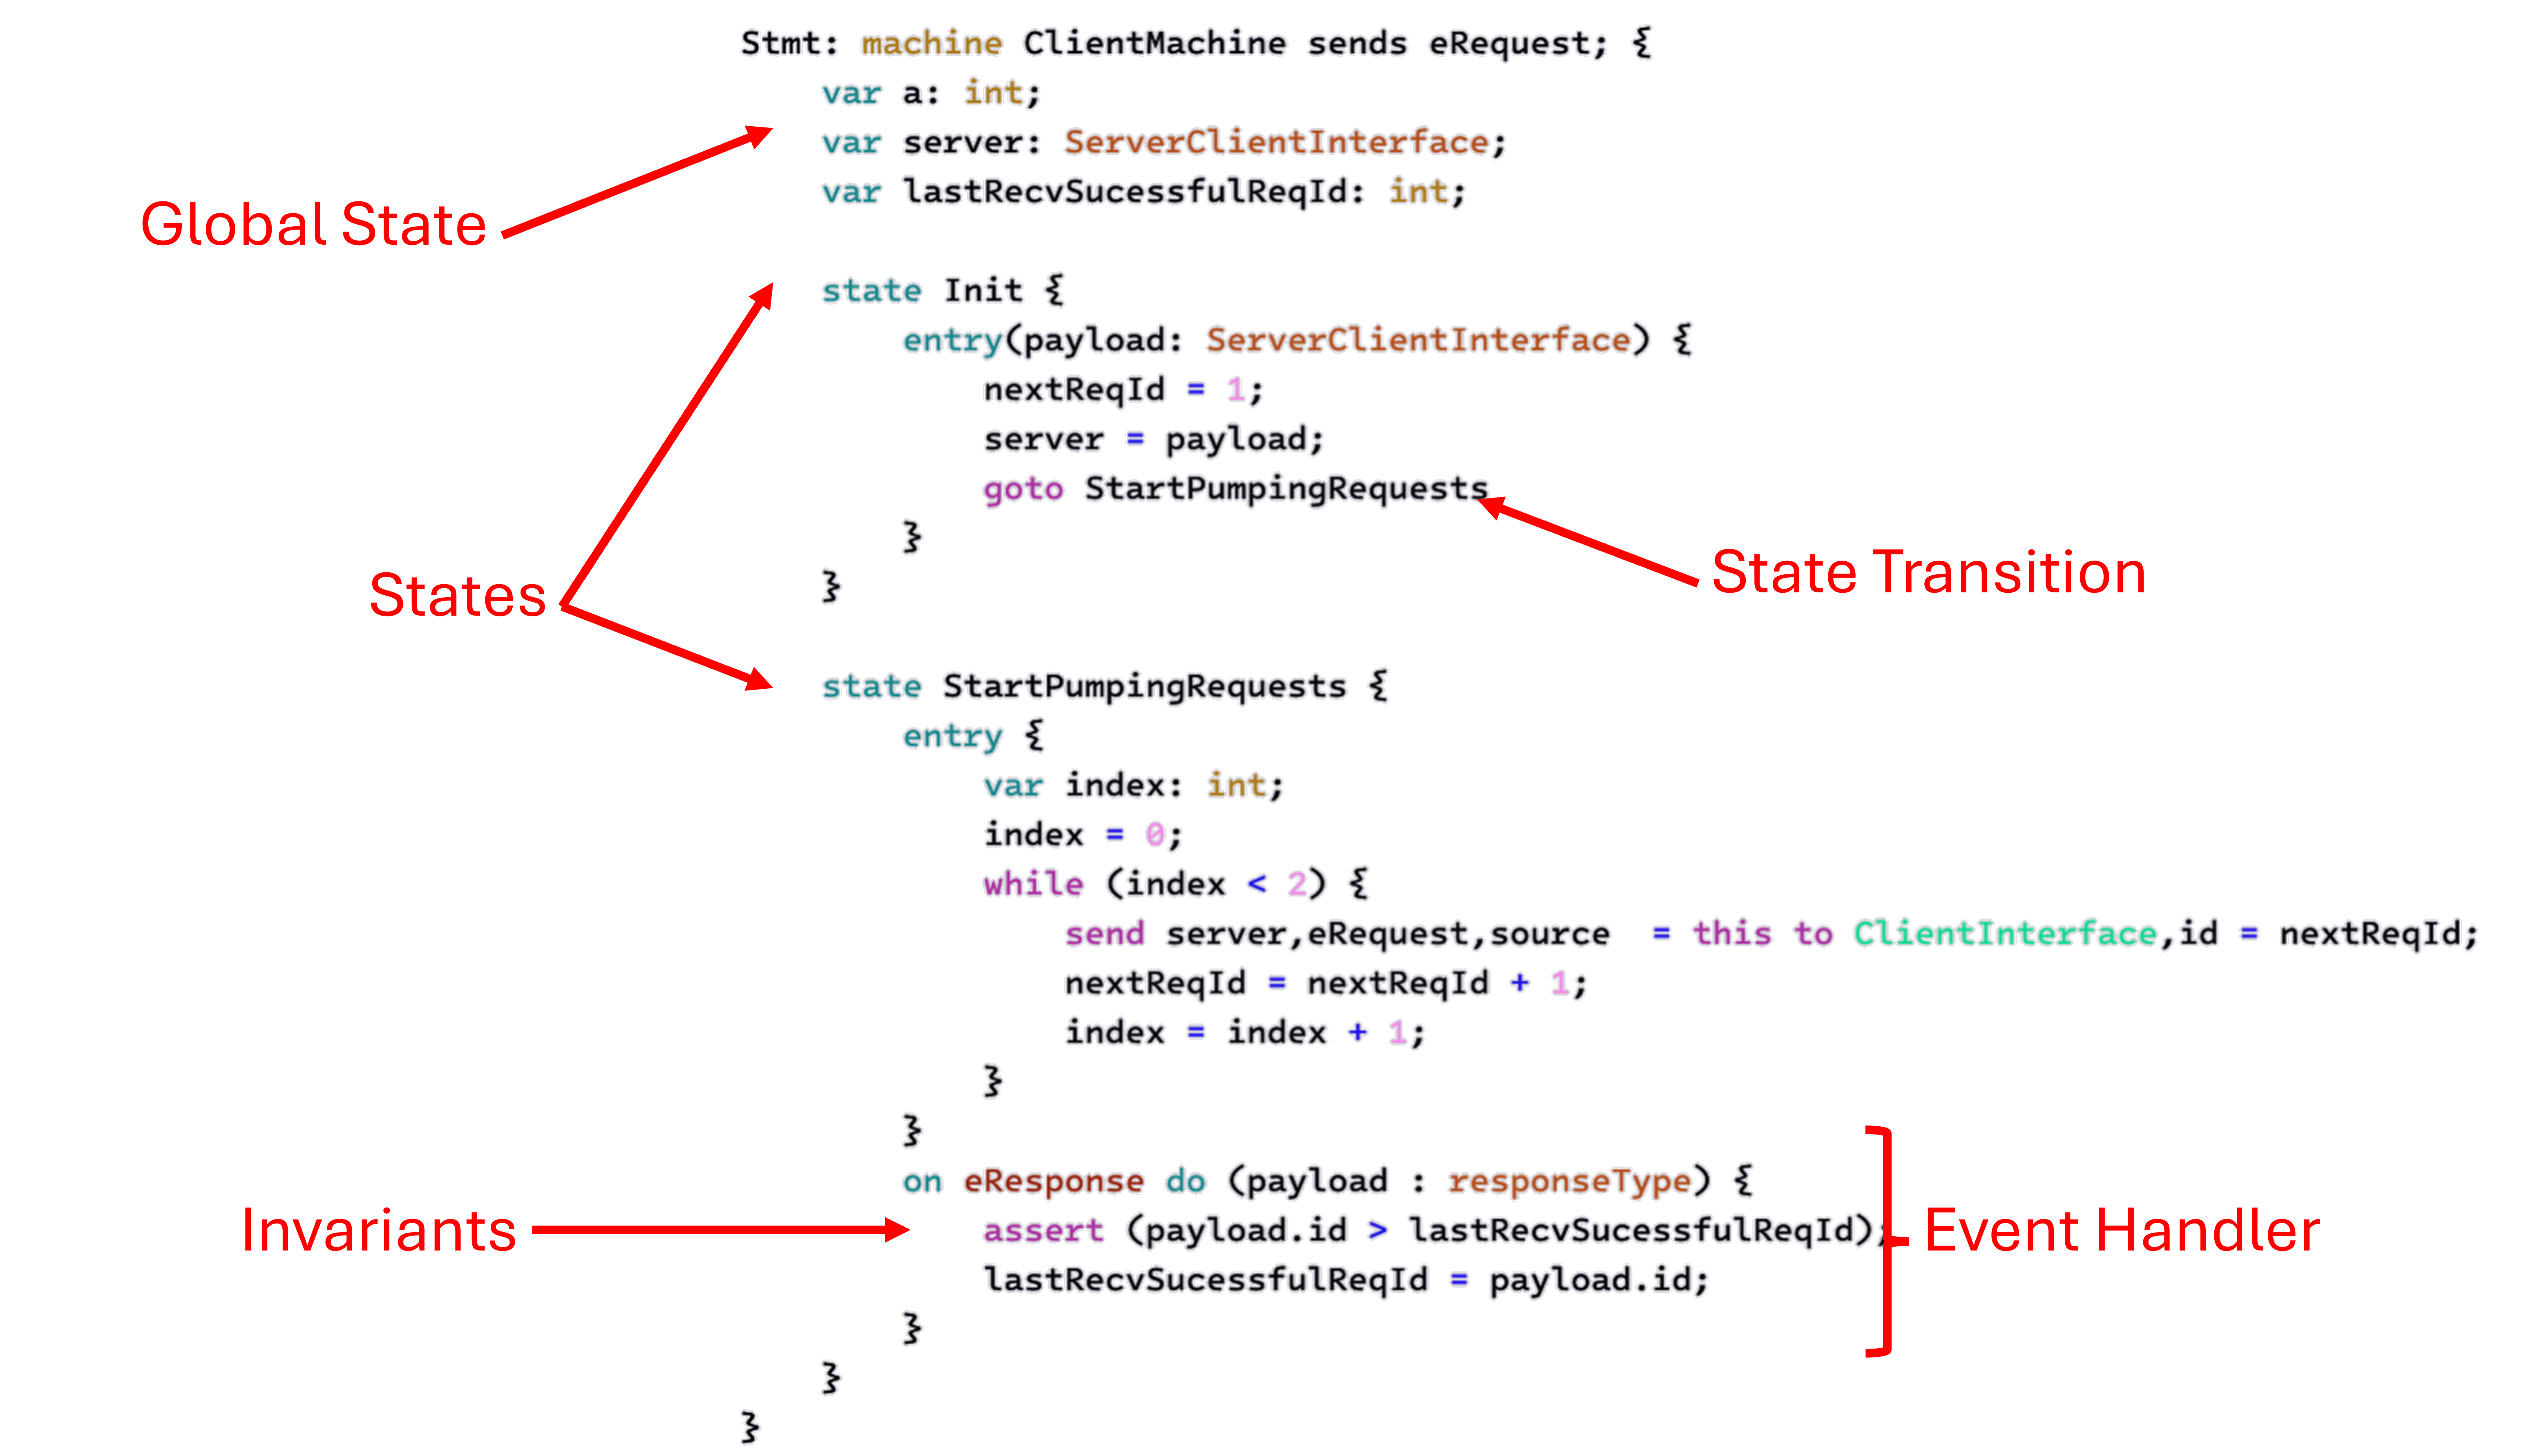 Stmt: machine ClientMachine sends eRequest; {
var a: int;
var server: ServerClientInterface;
var lastRecvSucessfulReqId: int;
Global State
state Init {
entry(payload: ServerClientInterface) {
nextReqId = 1;
server = payload;
goto StartPumpingRequests
}
State Transition
}
States
state StartPumpingRequests {
entry {
var index: int;
index = 0;
while (index < 2) {
send server,eRequest,source = this to ClientInterface,id = nextReqId;
nextReqId = nextReqId + 1;
index = index + 1;
}
}
on eResponse do (payload : responseType) {
Invariants
assert (payload.id > lastRecvSucessfulReqId);
Event Handler
lastRecvSucessfulReqId = payload.id;
}
}
}